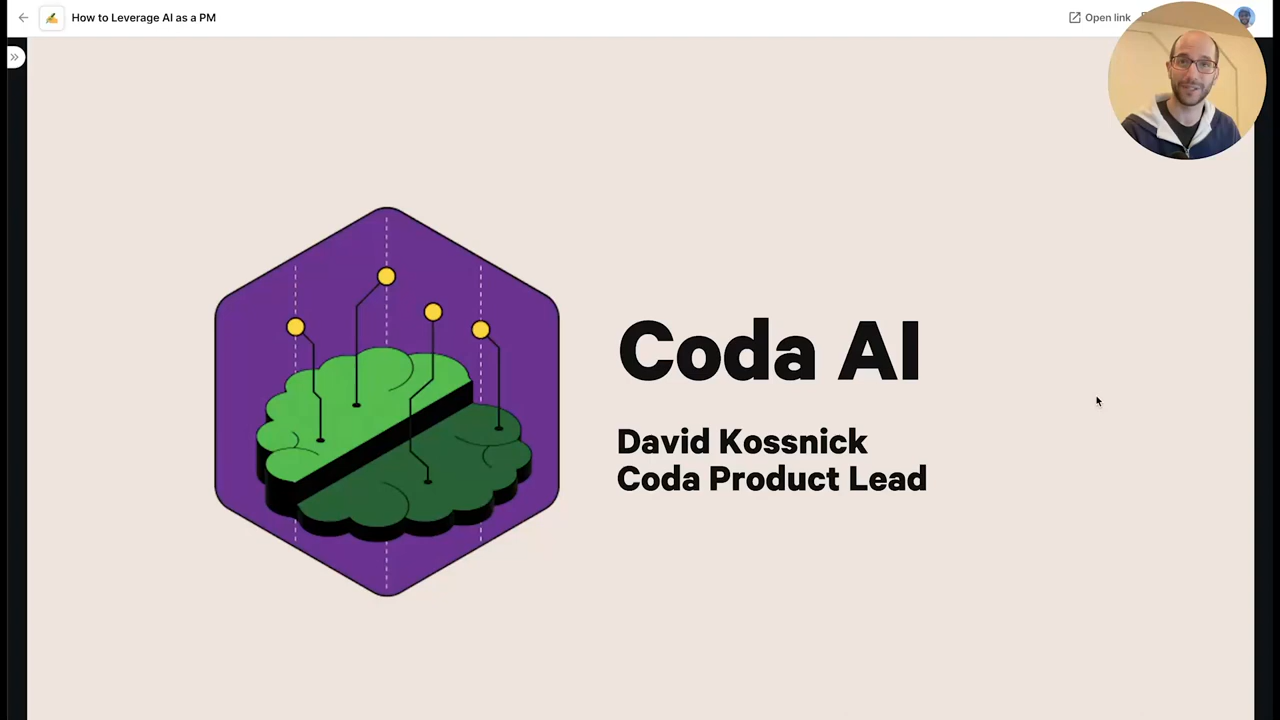 How to Leverage AI as a PM
Open link
Coda AI
David Kossnick
Coda Product Lead